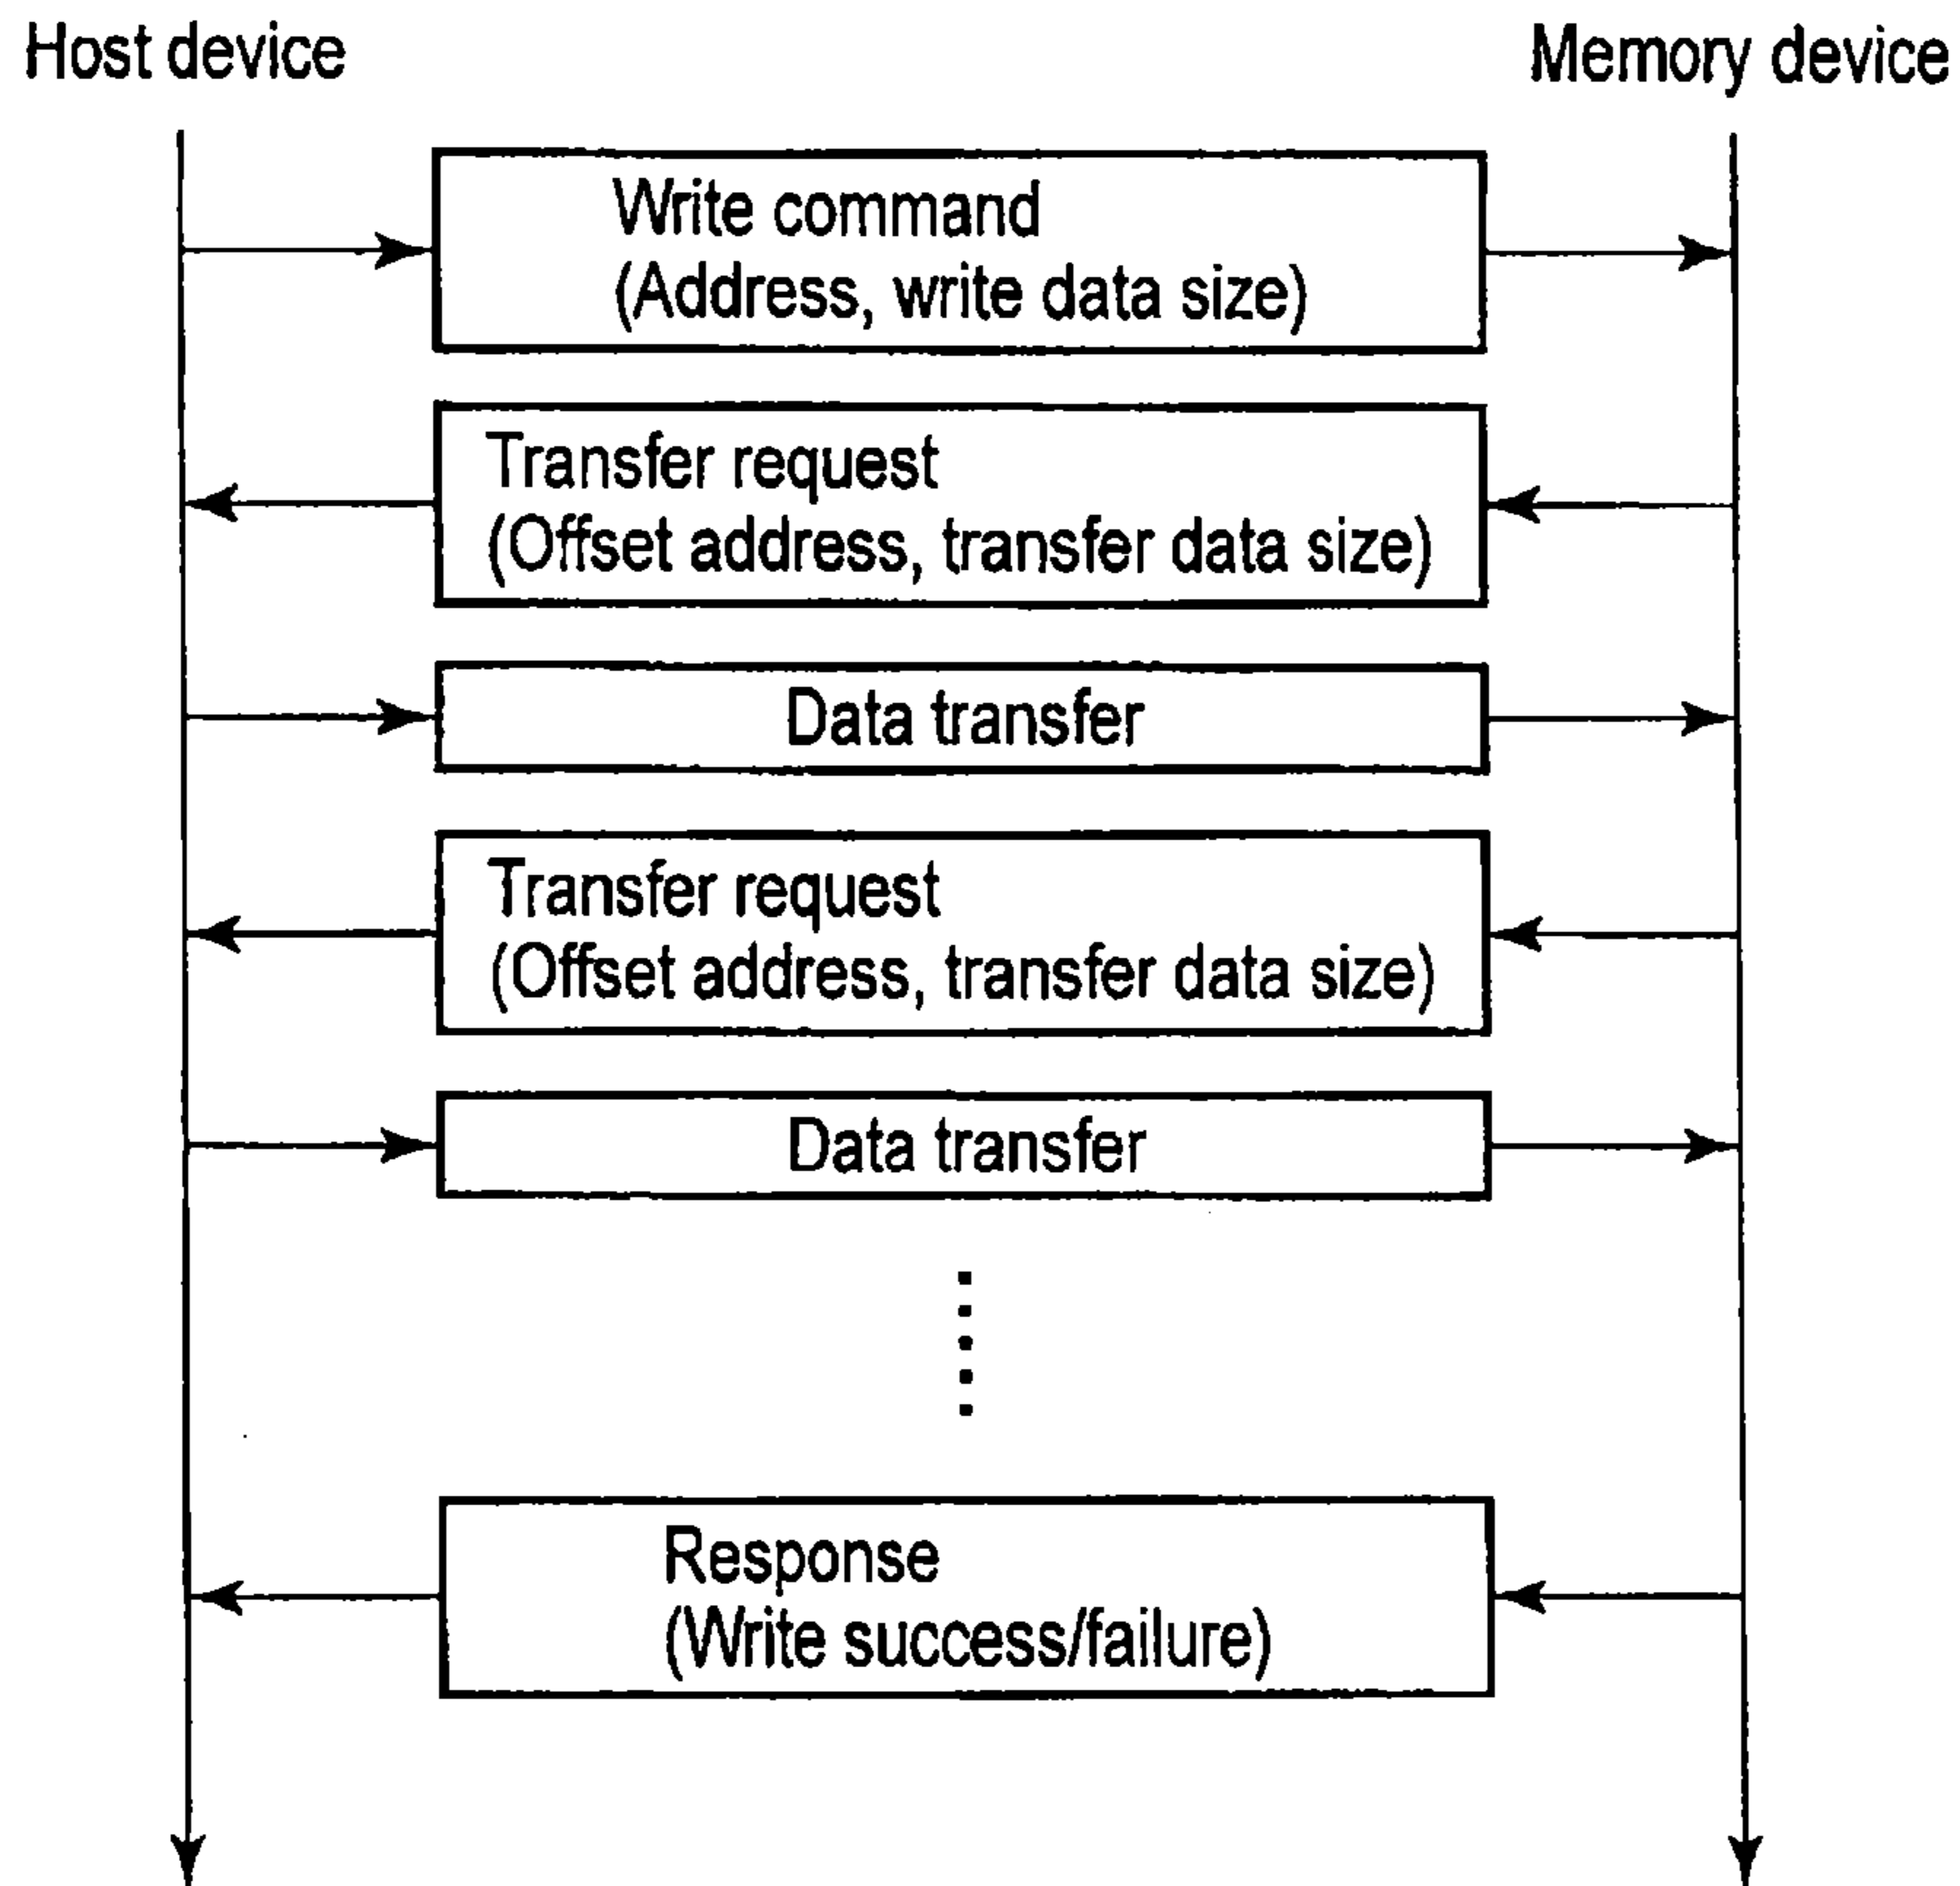 Host device
Memory device
Write command
(Address, write data size)
Transfer request
(Offset address, transfer data size)
Data transfer
Transfer request
(Offset address, transfer data size)
Data transfer
Response
(Write success/failure)